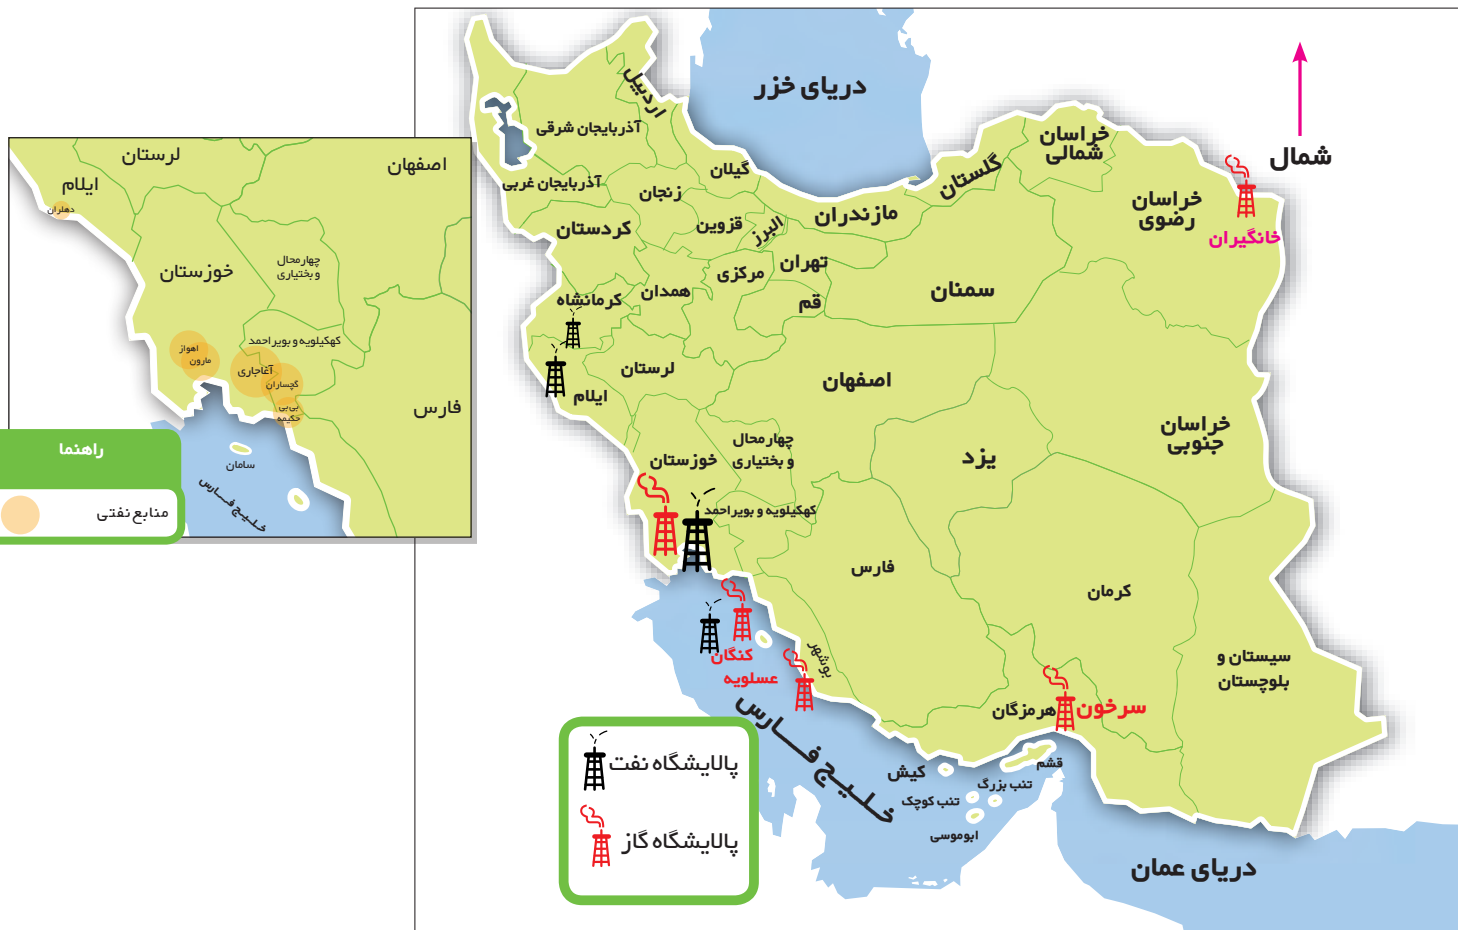 دریای خزر
شمال
اردبیل
آذربایجان شرقی
آذربایجان غربی
گیلان
زنجان
کردستان
قزوین
البرز
مازندران
گلستان
خراسان
شمالی
خراسان
رضوی
خانگیران
تهران
مرکزی
قم
همدان
کرمانشاه
سمنان
لرستان
ایلام
اصفهان
یزد
خراسان
جنوبی
چهارمحال
و بختیاری
خوزستان
کهکیلویه و بویراحمد
فارس
کرمان
سیستان و
بلوچستان
بوشهر
کنگان
عسلویه
هرمزگان
سرخون
خلیج فارس
کیش
قشم
تنب بزرگ
تنب کوچک
ابوموسی
دریای عمان
پالایشگاه نفت
پالایشگاه گاز
لرستان
اصفهان
ایلام
دهلران
خوزستان
چهارمحال
و بختیاری
کهکیلویه و بویراحمد
اهواز
مارون
آغاجاری
گچساران
بی‌بی
حکیمه
فارس
سامان
خلیج فارس
راهنما
منابع نفتی